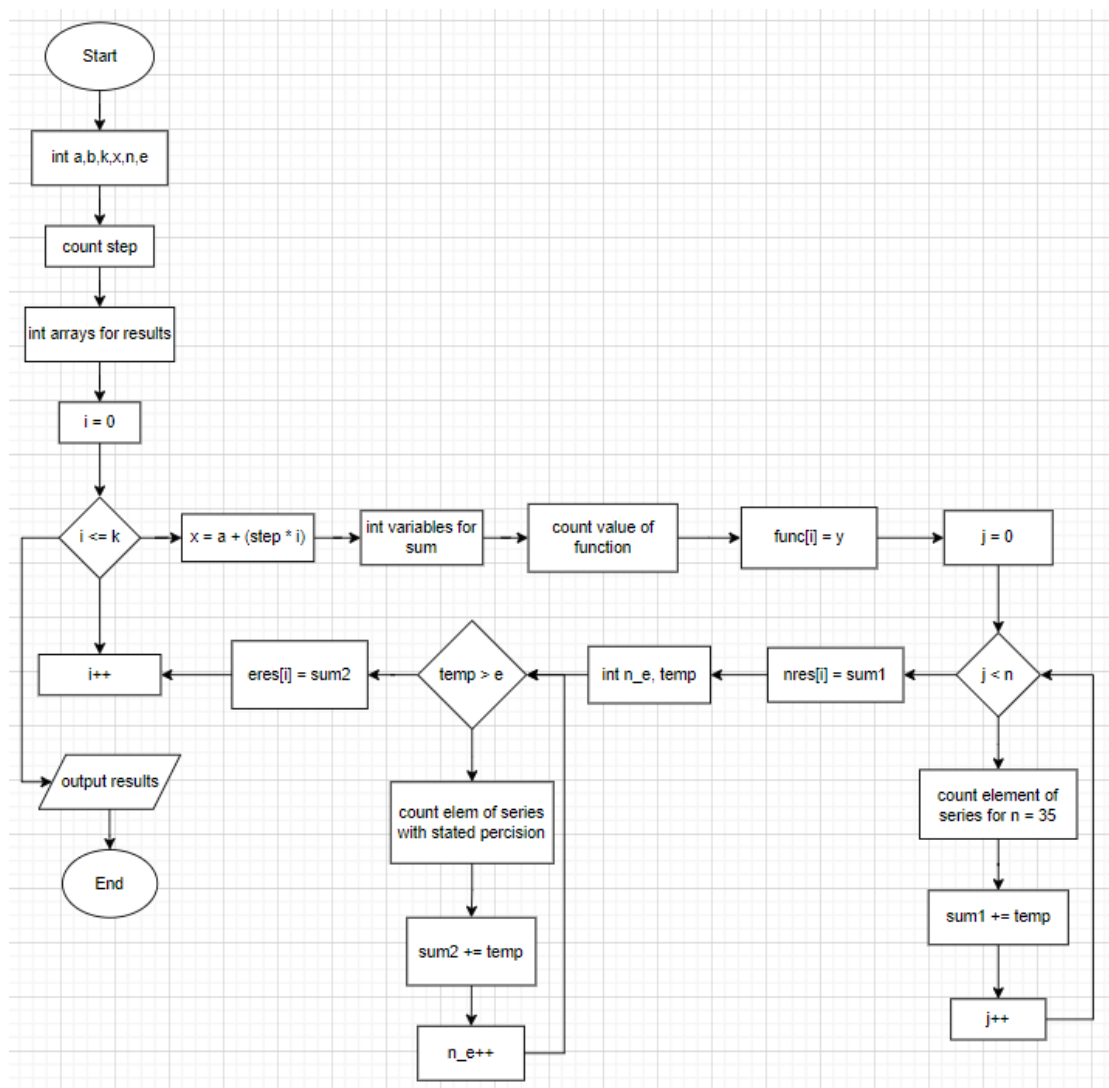 Start
int a,b,k,x,n,e
count step
int arrays for results
i = 0
i <= k
x = a + (step * i)
int variables for
sum
count value of
function
func[i] = y
j = 0
j < n
nres[i] = sum1
int n_e, temp
temp > e
eres[i] = sum2
i++
count element of
series for n = 35
sum1 += temp
j++
count elem of series
with stated percision
sum2 += temp
n_e++
output results
End